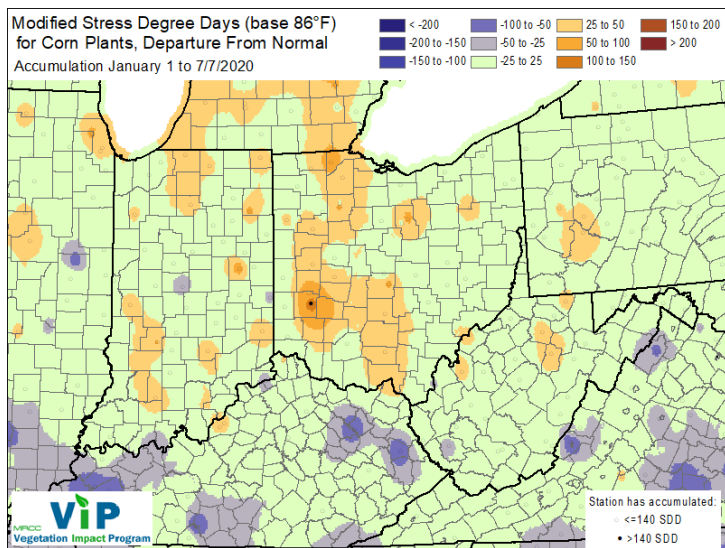 Modified Stress Degree Days (base 86°F)
for Corn Plants, Departure From Normal
Accumulation January 1 to 7/7/2020
< -200
-200 to -150
-150 to -100
-100 to -50
-50 to -25
-25 to 25
25 to 50
50 to 100
100 to 150
150 to 200
> 200
MRCC
ViP
Vegetation Impact Program
Station has accumulated:
<=140 SDD
>140 SDD